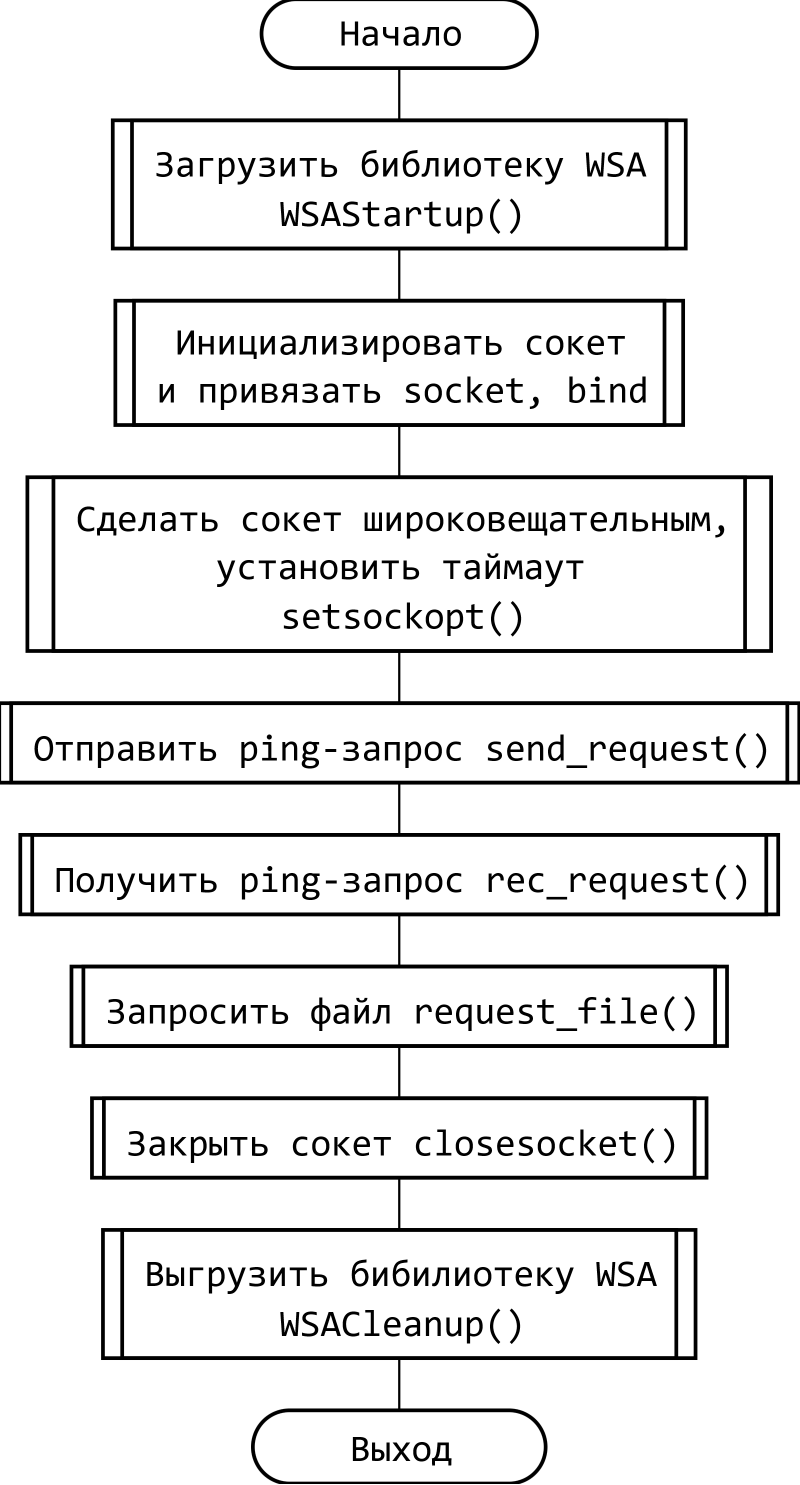 Начало
Загрузить библиотеку WSA
WSAStartup()
Инициализировать сокет
и привязать socket, bind
Сделать сокет широковещательным,
установить таймаут
setsockopt()
Отправить ping-запрос send_request()
Получить ping-запрос rec_request()
Запросить файл request_file()
Закрыть сокет closesocket()
Выгрузить бибилиотеку WSA
WSACleanup()
Выход